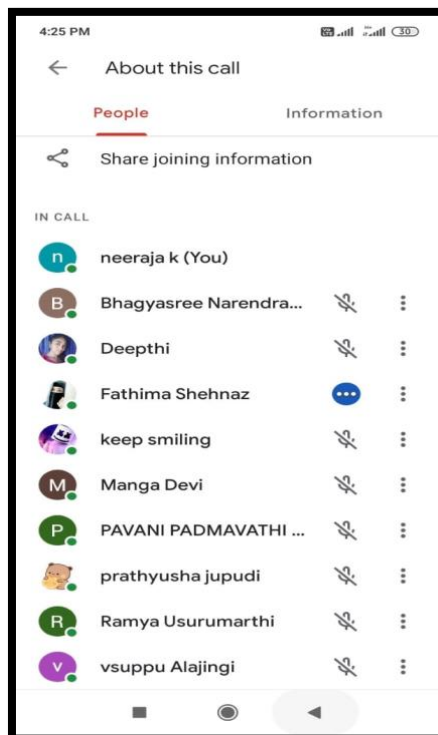 4:25 PM 30
About this call
People Information
Share joining information
IN CALL
n neeraja k (You)
B Bhagyasree Narendra...
Deepthi
Fathima Shehnaz
keep smiling
M Manga Devi
P PAVANI PADMAVATHI ...
prathyusha jupudi
R Ramya Usurumarthi
v vsuppu Alajingi